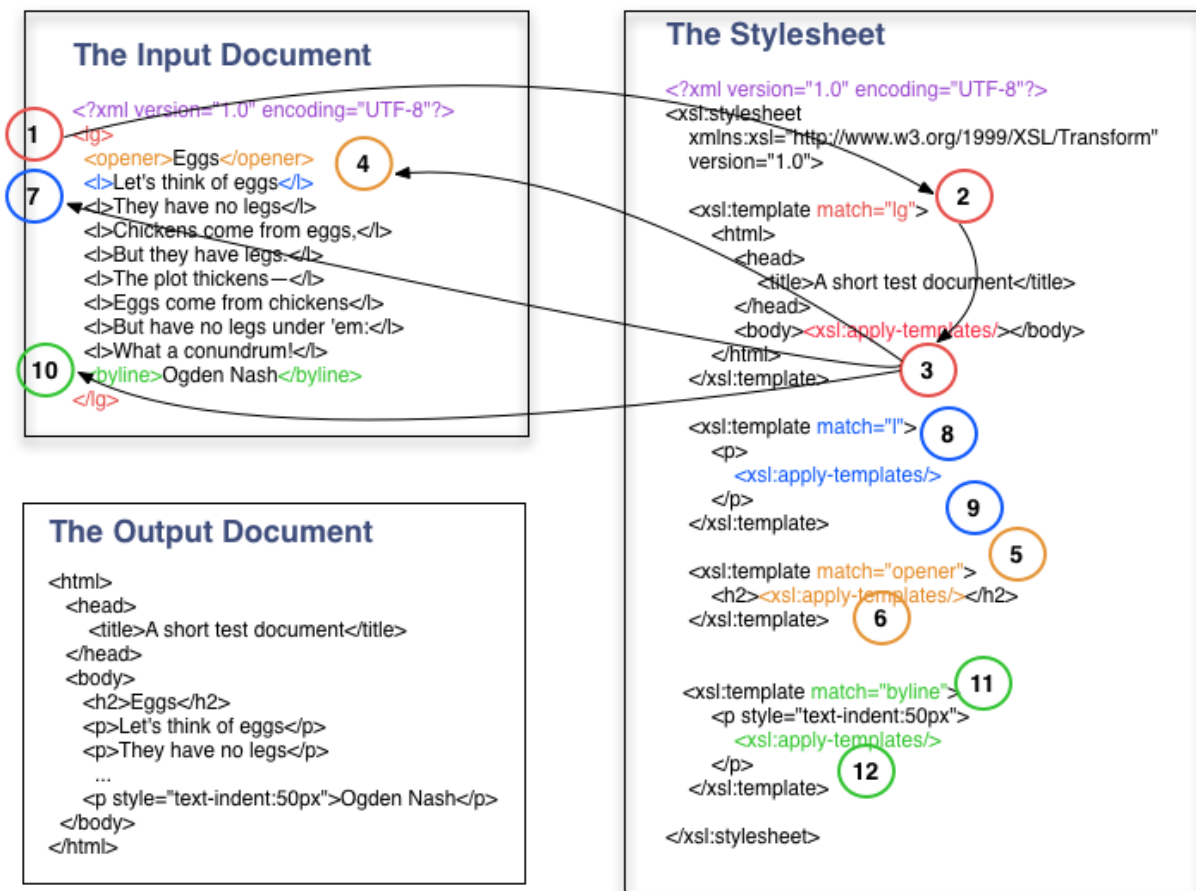 The Input Document
<?xml version="1.0" encoding="UTF-8"?>
1
<lg>
<opener>Eggs</opener>
4
<l>Let's think of eggs</l>
7
<l>They have no legs</l>
<l>Chickens come from eggs,</l>
<l>But they have legs.</l>
<l>The plot thickens—</l>
<l>Eggs come from chickens</l>
<l>But have no legs under 'em:</l>
<l>What a conundrum!</l>
10
<byline>Ogden Nash</byline>
</lg>
The Output Document
<html>
<head>
<title>A short test document</title>
</head>
<body>
<h2>Eggs</h2>
<p>Let's think of eggs</p>
<p>They have no legs</p>
...
<p style="text-indent:50px">Ogden Nash</p>
</body>
</html>
The Stylesheet
<?xml version="1.0" encoding="UTF-8"?>
<xsl:stylesheet
xmlns:xsl="http://www.w3.org/1999/XSL/Transform"
version="1.0">
2
<xsl:template match="lg">
<html>
<head>
<title>A short test document</title>
</head>
<body><xsl:apply-templates/></body>
</html>
3
</xsl:template>
<xsl:template match="l">
8
<p>
<xsl:apply-templates/>
</p>
9
</xsl:template>
5
<xsl:template match="opener">
<h2><xsl:apply-templates/></h2>
</xsl:template>
6
<xsl:template match="byline">
11
<p style="text-indent:50px">
<xsl:apply-templates/>
</p>
12
</xsl:template>
</xsl:stylesheet>